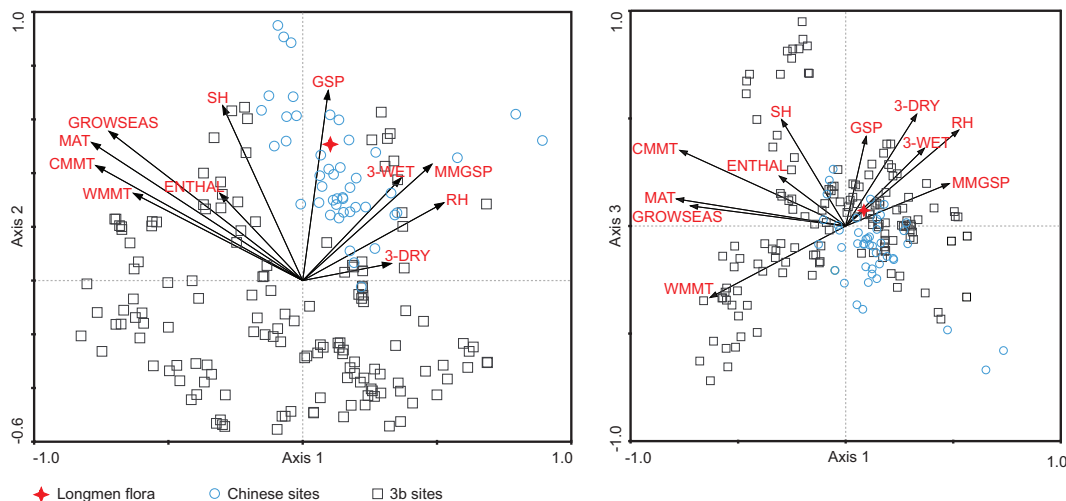 1.0
GSP
SH
GROWSEAS
MAT
CMMT
WMMT
ENTHAL
3-WET
MMGSP
RH
3-DRY
Axis 2
-0.6
-1.0
Axis 1
1.0
1.0
3-DRY
SH
GSP
RH
3-WET
CMMT
ENTHAL
MMGSP
MAT
GROWSEAS
WMMT
Axis 3
-1.0
-1.0
Axis 1
1.0
Longmen flora
Chinese sites
3b sites